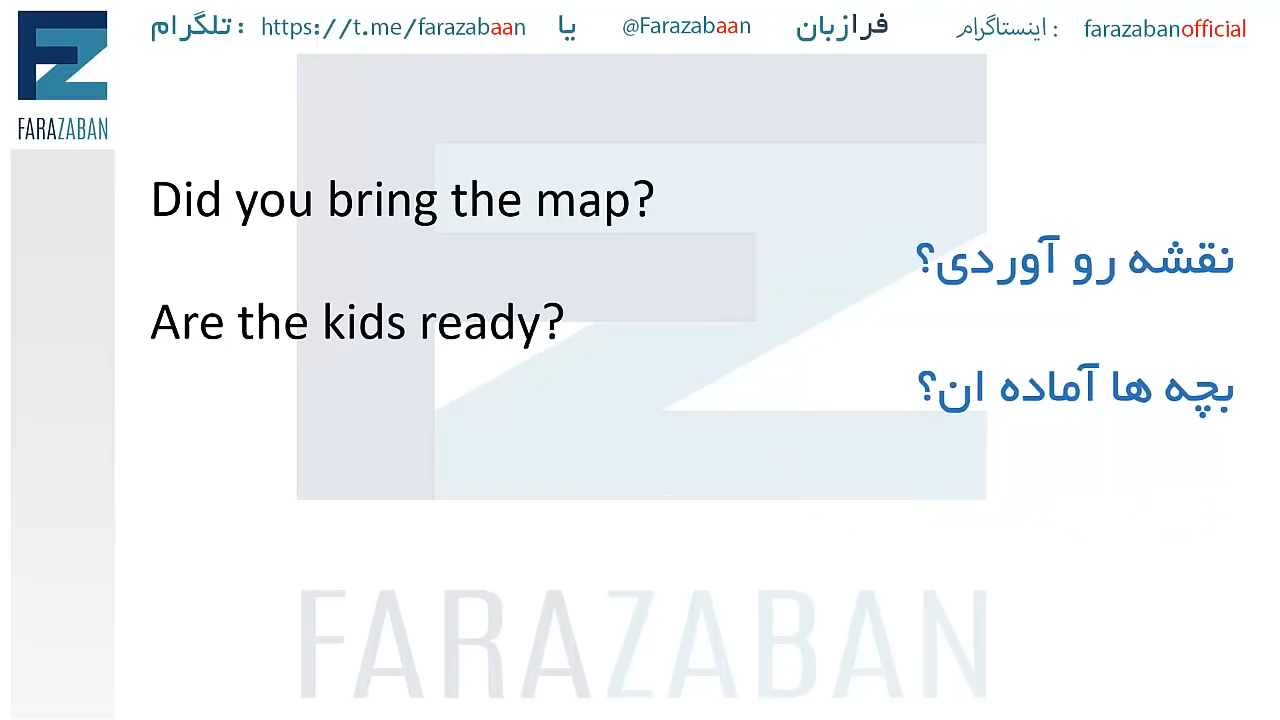 تلگرام : https://t.me/farazabaan یا @Farazabaan فرازبان اینستاگرام : farazabanofficial
FARAZABAN
Did you bring the map?
نقشه رو آوردی؟
Are the kids ready?
بچه ها آماده ان؟
FARAZABAN